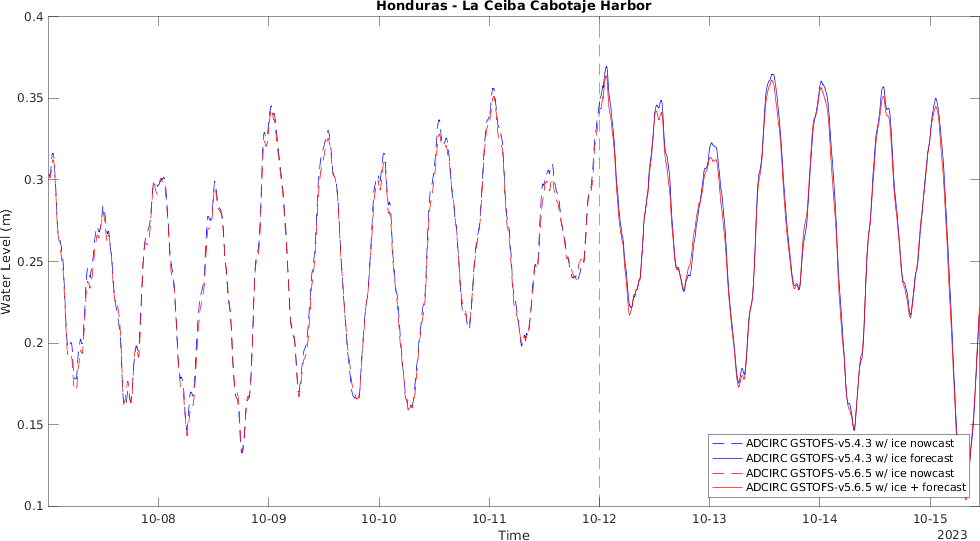 Honduras - La Ceiba Cabotaje Harbor
0.4
0.35
0.3
0.25
0.2
0.15
0.1
Water Level (m)
ADCIRC GSTOFS-v5.4.3 w/ ice nowcast
ADCIRC GSTOFS-v5.4.3 w/ ice forecast
ADCIRC GSTOFS-v5.6.5 w/ ice nowcast
ADCIRC GSTOFS-v5.6.5 w/ ice + forecast
10-08 10-09 10-10 10-11 10-12 10-13 10-14 10-15
Time
2023